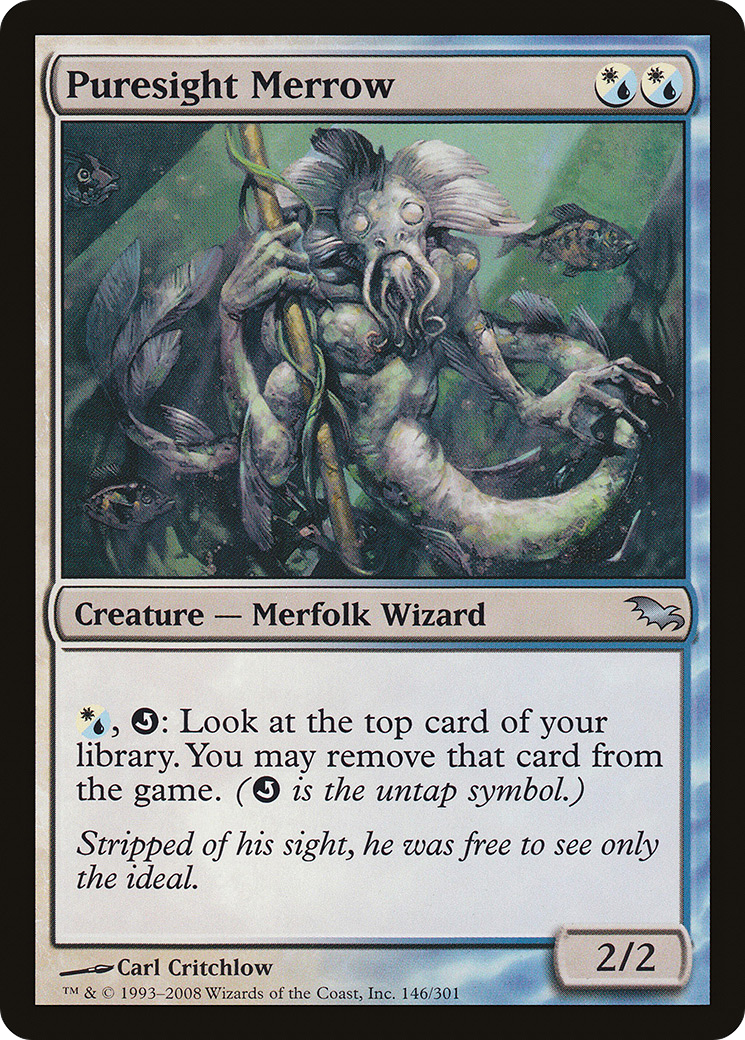 Puresight Merrow
Creature — Merfolk Wizard
, : Look at the top card of your
library. You may remove that card from
the game. ( is the untap symbol.)
Stripped of his sight, he was free to see only
the ideal.
2/2
Carl Critchlow
™ & © 1993–2008 Wizards of the Coast, Inc. 146/301